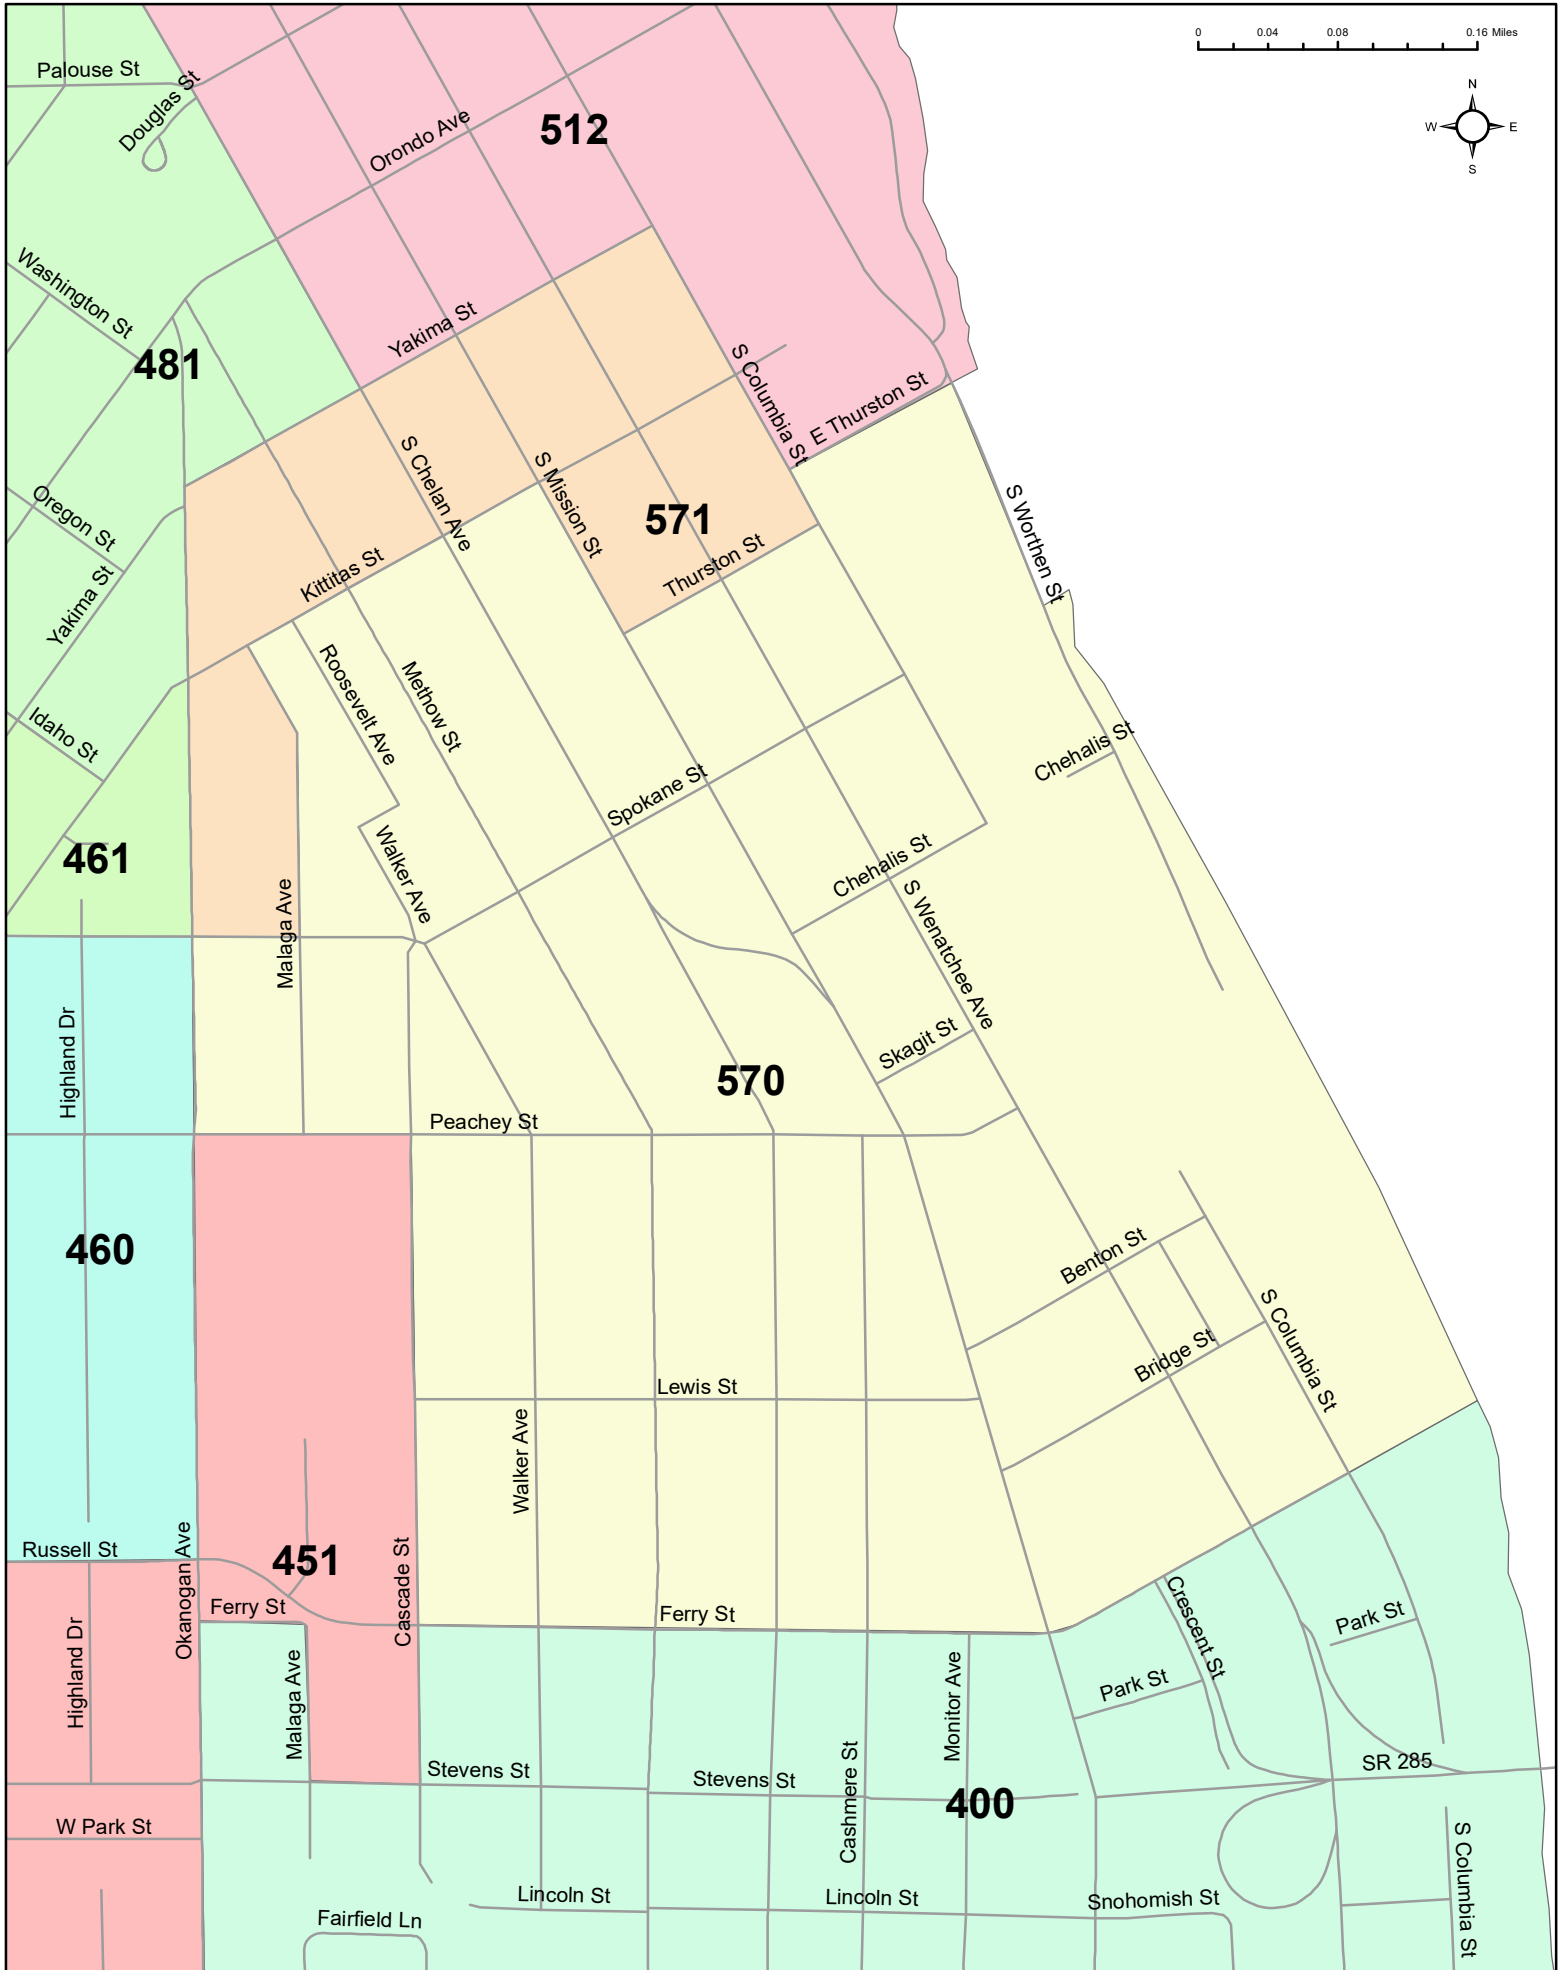 0 0.04 0.08 0.16 Miles
N
W E
S
Palouse St
Douglas St
Orondo Ave
512
Washington St
481
Yakima St
S Columbia St
E Thurston St
S Chelan Ave
S Mission St
571
Thurston St
S Worthen St
Oregon St
Yakima St
Kittitas St
Roosevelt Ave
Methow St
Idaho St
461
Chehalis St
Spokane St
Walker Ave
Chehalis St
Malaga Ave
S Wenatchee Ave
Highland Dr
Skagit St
570
Peachey St
460
Benton St
S Columbia St
Bridge St
Lewis St
Walker Ave
Russell St
Okanogan Ave
451
Cascade St
Ferry St
Ferry St
Crescent St
Park St
Highland Dr
Malaga Ave
Monitor Ave
Park St
Stevens St
Stevens St
Cashmere St
400
SR 285
W Park St
S Columbia St
Lincoln St
Lincoln St
Snohomish St
Fairfield Ln